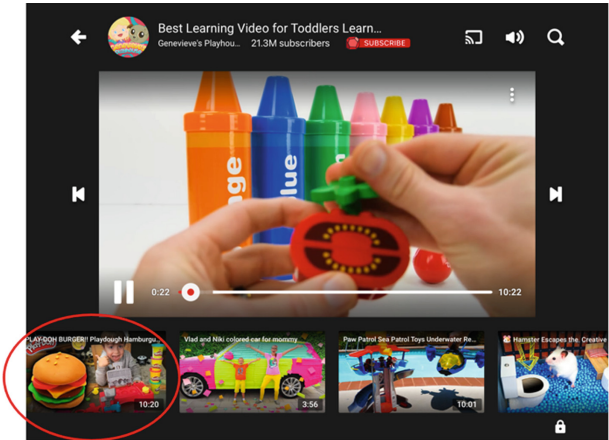 Best Learning Video for Toddlers Learn...
Genevieve's Playhou... 21.3M subscribers SUBSCRIBE
nge
lue
0:22
10:22
PLAY-DOH BURGER!! Playdough Hamburgu...
10:20
Vlad and Niki colored car for mommy
3:56
Paw Patrol Sea Patrol Toys Underwater Re...
10:01
Hamster Escapes the. Creative